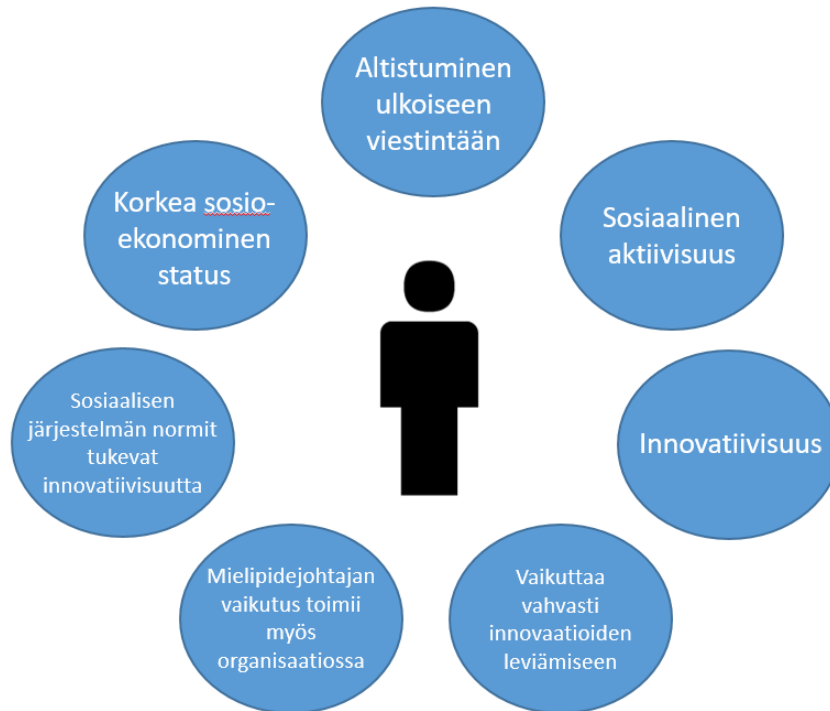 Altistuminen
ulkoiseen
viestintään
Korkea sosio-
ekonominen
status
Sosiaalinen
aktiivisuus
Sosiaalisen
järjestelmän normit
tukevat
innovatiivisuutta
Innovatiivisuus
Mielipidejohtajan
vaikutus toimii
myös
organisaatiossa
Vaikuttaa
vahvasti
innovaatioiden
leviämiseen